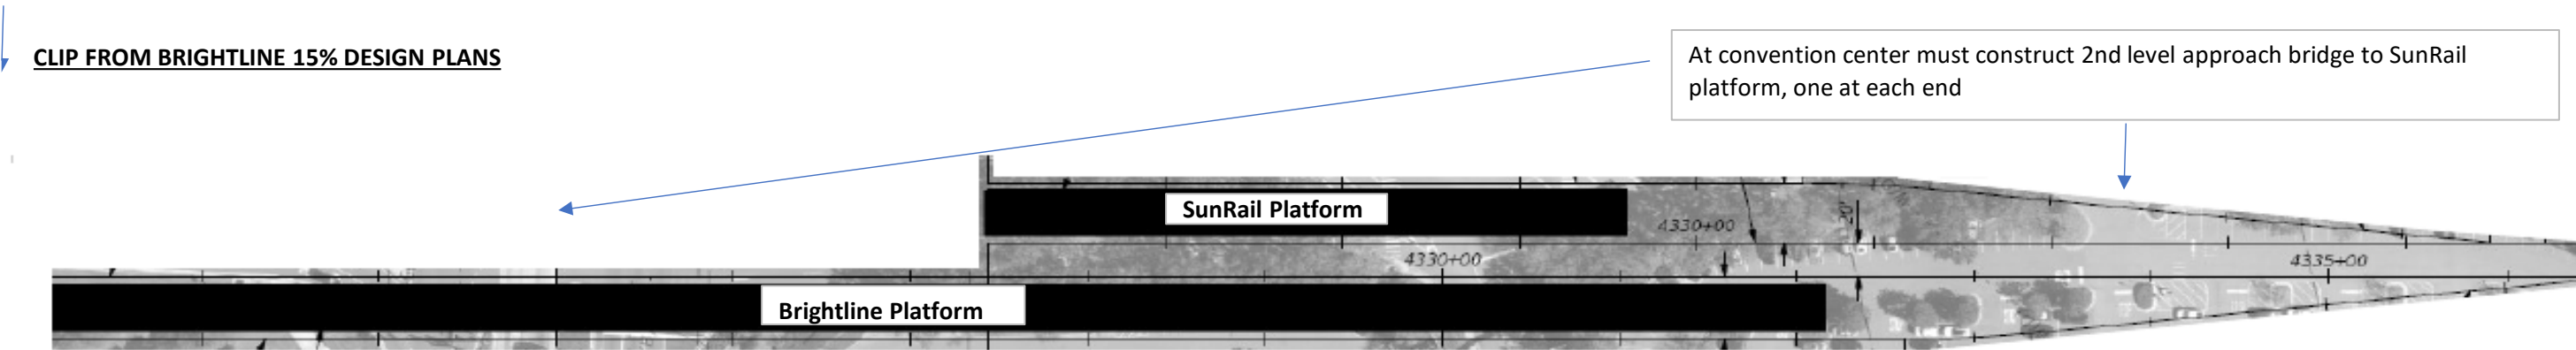 CLIP FROM BRIGHTLINE 15% DESIGN PLANS
At convention center must construct 2nd level approach bridge to SunRail
platform, one at each end
SunRail Platform
4330+00
20'
4330+00
4335+00
Brightline Platform